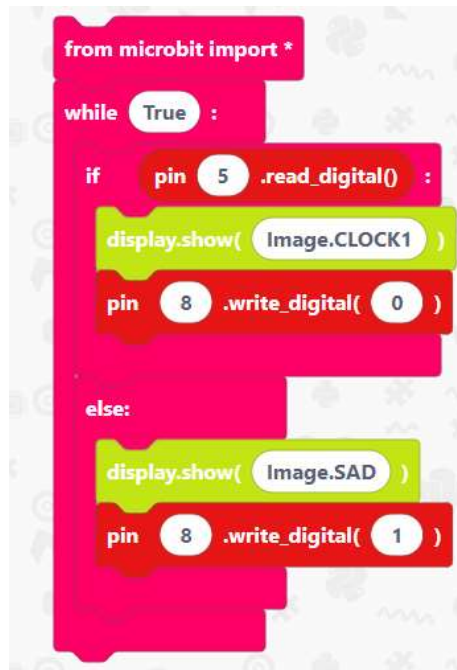 from microbit import *
while True :
if pin 5 .read_digital() :
display.show( Image.CLOCK1 )
pin 8 .write_digital( 0 )
else:
display.show( Image.SAD )
pin 8 .write_digital( 1 )